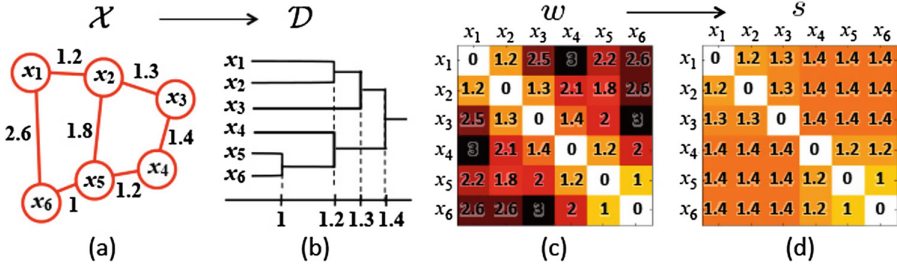 𝒳 → 𝒟
w → s
x₁ 1.2 x₂ 1.3 x₃
2.6 1.8 1.4
x₆ 1 x₅ 1.2 x₄
(a)
x₁
x₂
x₃
x₄
x₅
x₆
1 1.2 1.3 1.4
(b)
x₁ x₂ x₃ x₄ x₅ x₆
x₁ 0 1.2 2.5 3 2.2 2.6
x₂ 1.2 0 1.3 2.1 1.8 2.6
x₃ 2.5 1.3 0 1.4 2 3
x₄ 3 2.1 1.4 0 1.2 2
x₅ 2.2 1.8 2 1.2 0 1
x₆ 2.6 2.6 3 2 1 0
(c)
x₁ x₂ x₃ x₄ x₅ x₆
x₁ 0 1.2 1.3 1.4 1.4 1.4
x₂ 1.2 0 1.3 1.4 1.4 1.4
x₃ 1.3 1.3 0 1.4 1.4 1.4
x₄ 1.4 1.4 1.4 0 1.2 1.2
x₅ 1.4 1.4 1.4 1.2 0 1
x₆ 1.4 1.4 1.4 1.2 1 0
(d)